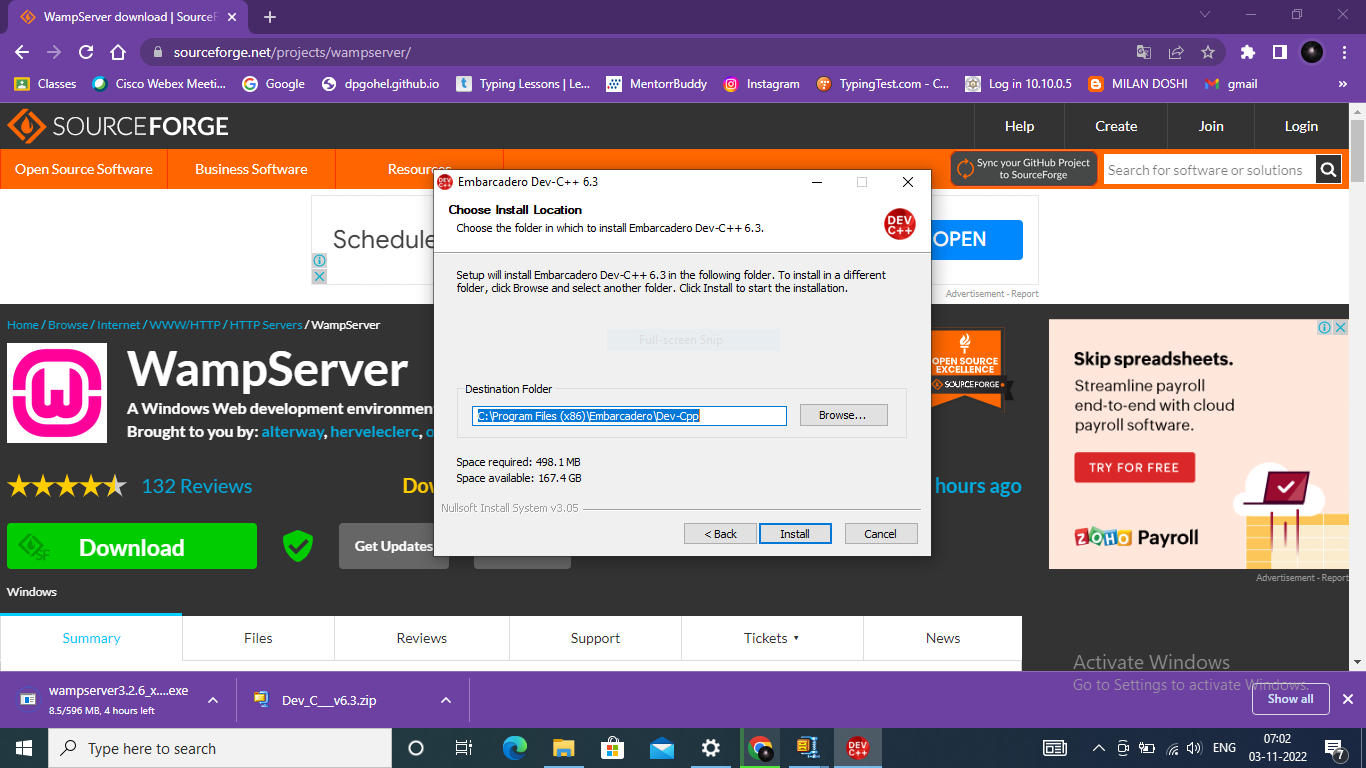 WampServer download | SourceF
sourceforge.net/projects/wampserver/
Classes
Cisco Webex Meeti...
Google
dpgohel.github.io
Typing Lessons | Le...
MentorrBuddy
Instagram
TypingTest.com - C...
Log in 10.10.0.5
MILAN DOSHI
gmail
»
SOURCEFORGE
Help
Create
Join
Login
Open Source Software
Business Software
Resources
Sync your GitHub Project
to SourceForge
Search for software or solutions
Schedule
OPEN
Advertisement - Report
DEV C++
Embarcadero Dev-C++ 6.3
Choose Install Location
Choose the folder in which to install Embarcadero Dev-C++ 6.3.
DEV
C++
Setup will install Embarcadero Dev-C++ 6.3 in the following folder. To install in a different
folder, click Browse and select another folder. Click Install to start the installation.
Full-screen Snip
Destination Folder
C:\Program Files (x86)\Embarcadero\Dev-Cpp
Browse...
Space required: 498.1 MB
Space available: 167.4 GB
Nullsoft Install System v3.05
< Back
Install
Cancel
Home / Browse / Internet / WWW/HTTP / HTTP Servers / WampServer
WampServer
A Windows Web development environmen
Brought to you by: alterway, herveleclerc, o
OPEN SOURCE
EXCELLENCE
SOURCEFORGE
132 Reviews
Dow
hours ago
SF
Download
Get Updates
Windows
Skip spreadsheets.
Streamline payroll
end-to-end with cloud
payroll software.
TRY FOR FREE
ZOHO Payroll
Advertisement - Report
Summary
Files
Reviews
Support
Tickets
News
Activate Windows
Go to Settings to activate Windows.
wampserver3.2.6_x....exe
8.5/596 MB, 4 hours left
Dev_C___v6.3.zip
Show all
Type here to search
DEV
C++
ENG
07:02
03-11-2022
7